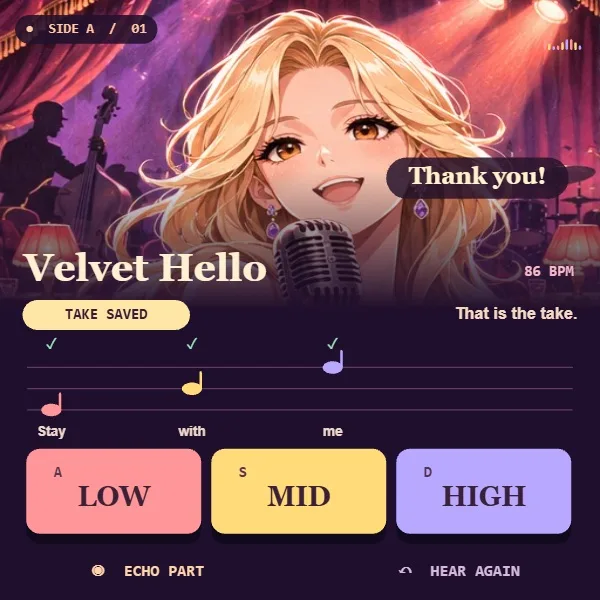 SIDE A / 01
Thank you!
Velvet Hello
86 BPM
TAKE SAVED
That is the take.
Stay with me
A LOW
S MID
D HIGH
ECHO PART
HEAR AGAIN